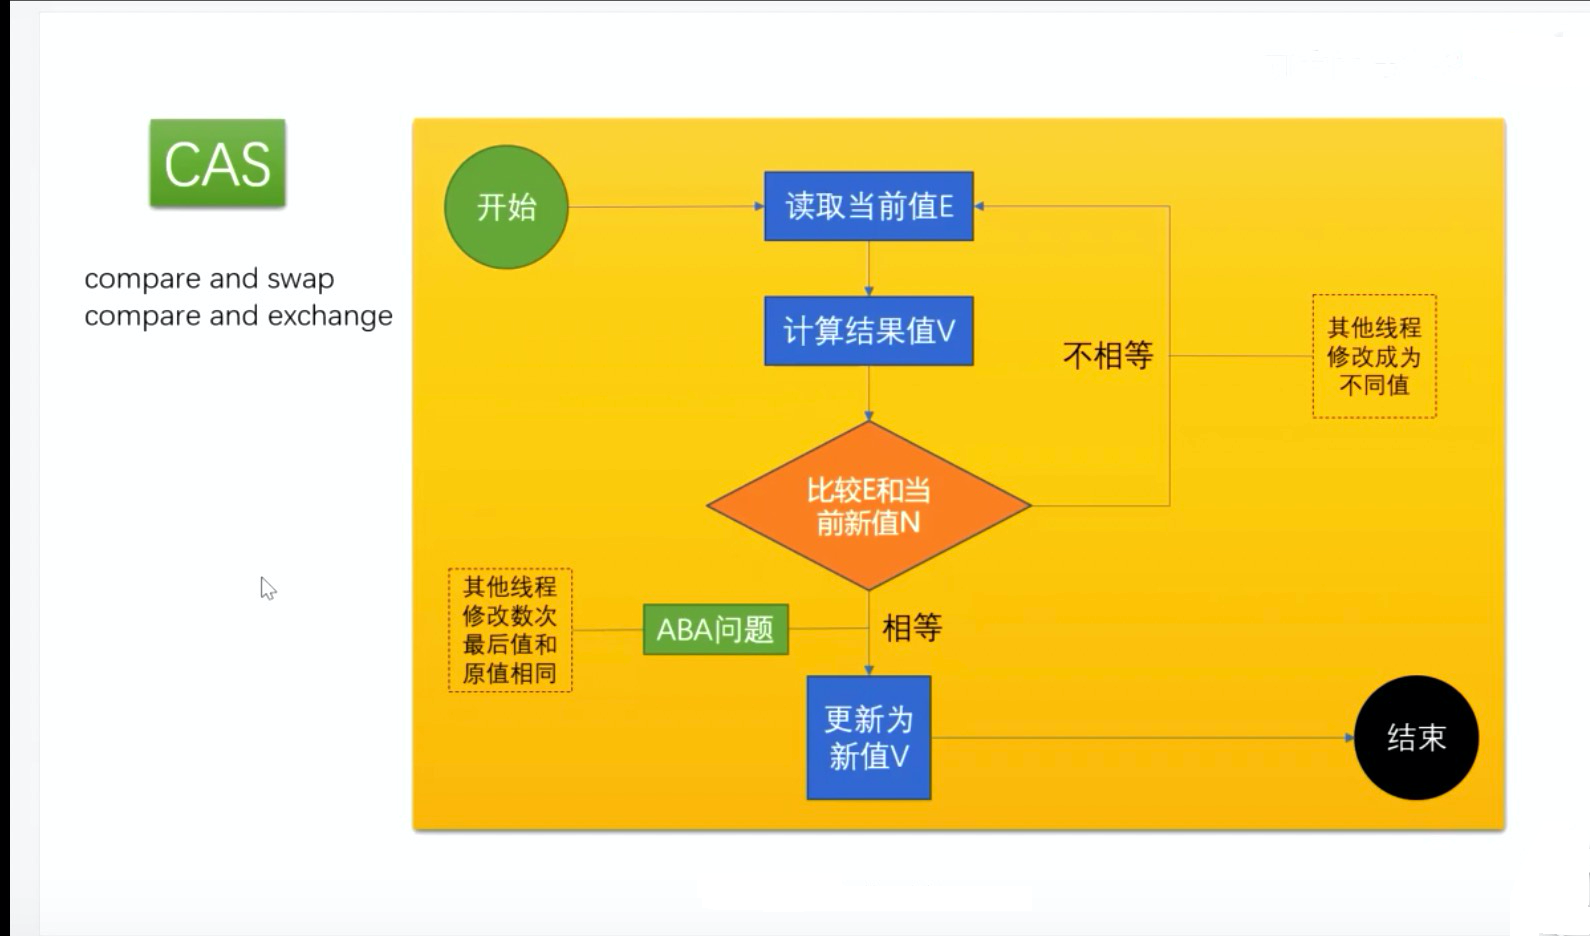 CAS
compare and swap
compare and exchange
开始
读取当前值E
计算结果值V
不相等
其他线程
修改成为
不同值
比较E和当
前新值N
其他线程
修改数次
最后值和
原值相同
ABA问题
相等
更新为
新值V
结束